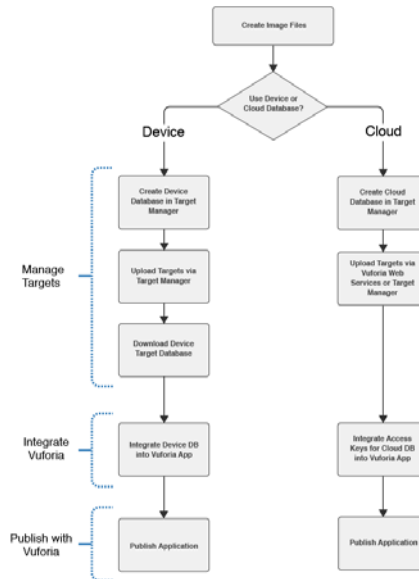 Create Image Files
Use Device or
Cloud Database?
Device
Cloud
Create Device
Database in Target
Manager
Create Cloud
Database in Target
Manager
Manage
Targets
Upload Targets via
Target Manager
Upload Targets via
Vuforia Web
Services or Target
Manager
Download Device
Target Database
Integrate
Vuforia
Integrate Device DB
into Vuforia App
Integrate Access
Keys for Cloud DB
into Vuforia App
Publish with
Vuforia
Publish Application
Publish Application